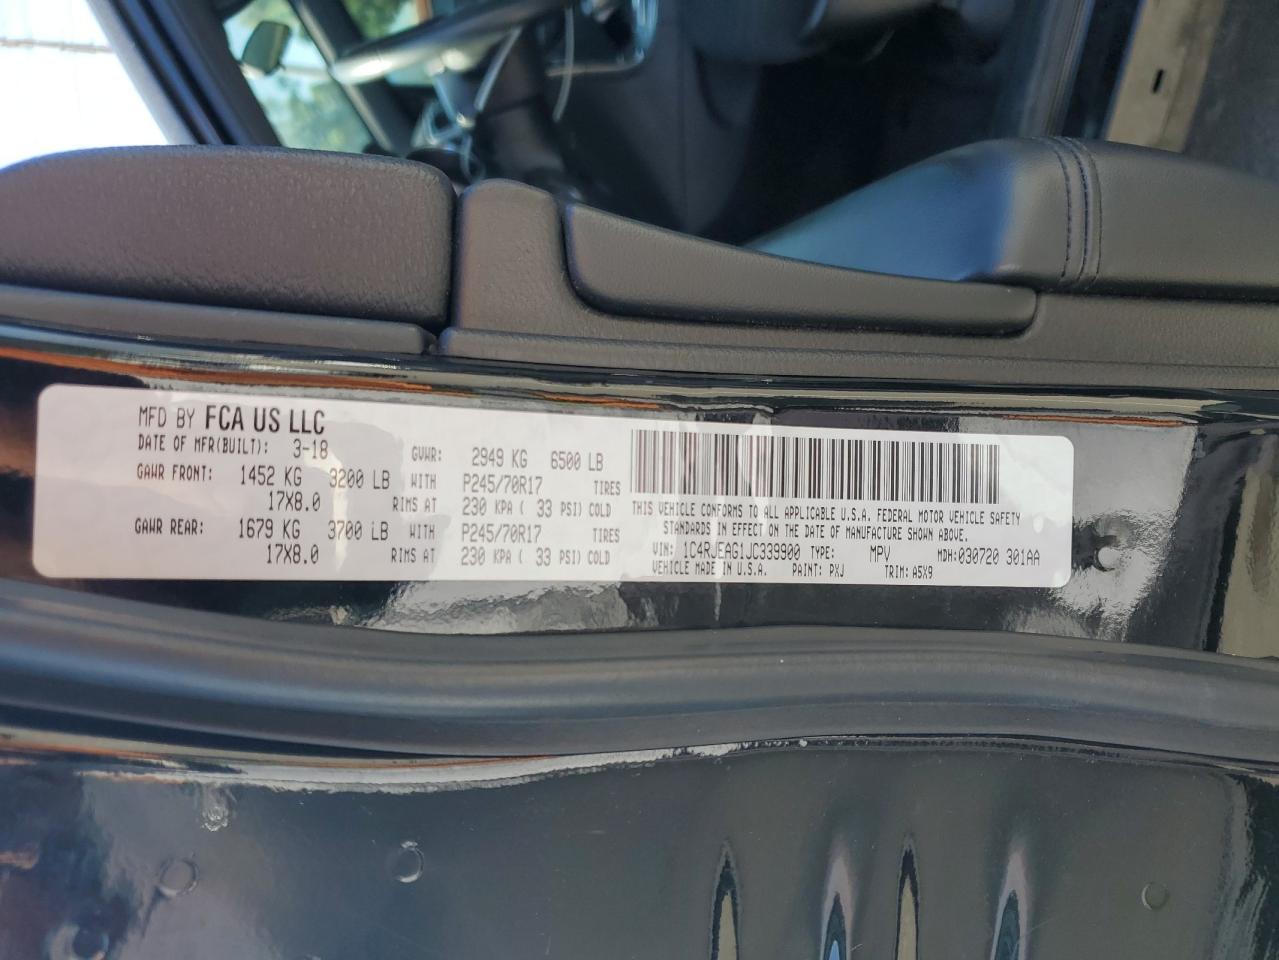 MFD BY FCA US LLC
DATE OF MFR(BUILT): 3-18 GVWR: 2949 KG 6500 LB
GAWR FRONT: 1452 KG 3200 LB WITH P245/70R17 TIRES
17X8.0 RIMS AT 230 KPA ( 33 PSI) COLD
GAWR REAR: 1679 KG 3700 LB WITH P245/70R17 TIRES
17X8.0 RIMS AT 230 KPA ( 33 PSI) COLD
THIS VEHICLE CONFORMS TO ALL APPLICABLE U.S.A. FEDERAL MOTOR VEHICLE SAFETY
STANDARDS IN EFFECT ON THE DATE OF MANUFACTURE SHOWN ABOVE.
VIN: 1C4RJEAG1JC339900 TYPE: MPV MDH:030720 301AA
VEHICLE MADE IN U.S.A. PAINT: PXJ TRIM: A5X9